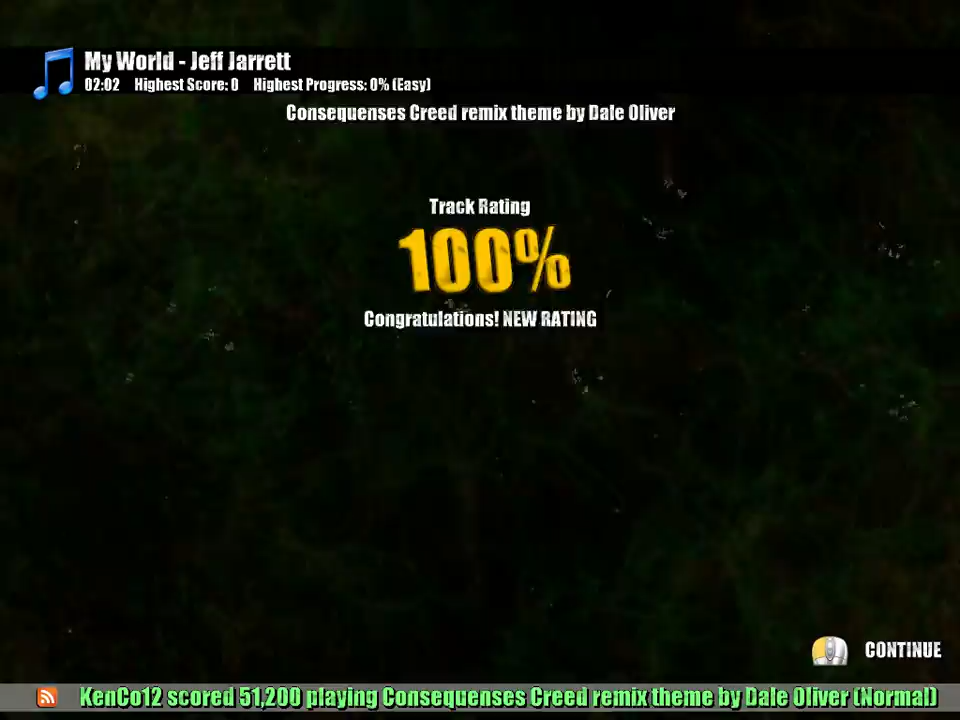 My World - Jeff Jarrett
02:02 Highest Score: 0 Highest Progress: 0% (Easy)
Consequenses Creed remix theme by Dale Oliver
Track Rating
100%
Congratulations! NEW RATING
CONTINUE
KenCo12 scored 51,200 playing Consequenses Creed remix theme by Dale Oliver (Normal)